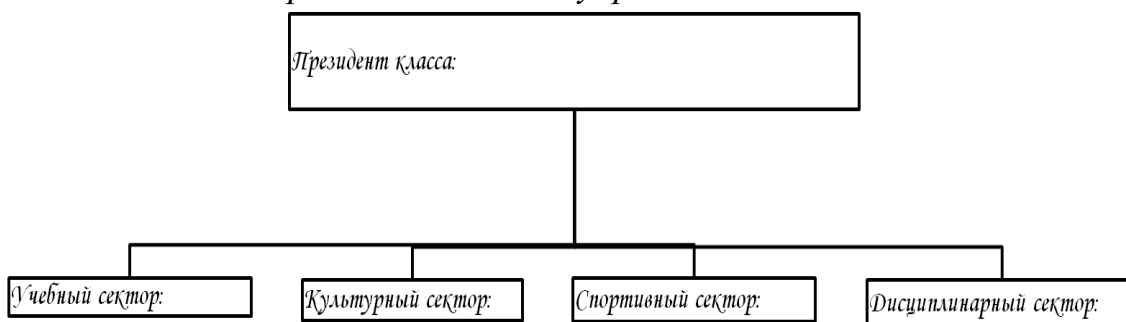 Президент класса:
Учебный сектор:
Культурный сектор:
Спортивный сектор:
Дисциплинарный сектор: